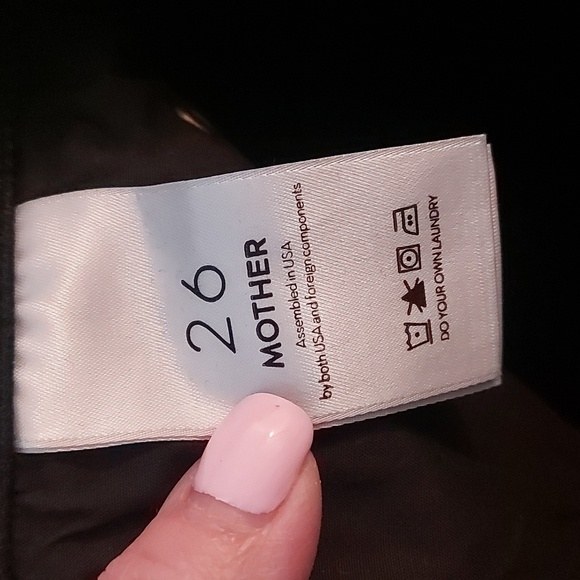 26
MOTHER
Assembled in USA
by both USA and foreign components
DO YOUR OWN LAUNDRY